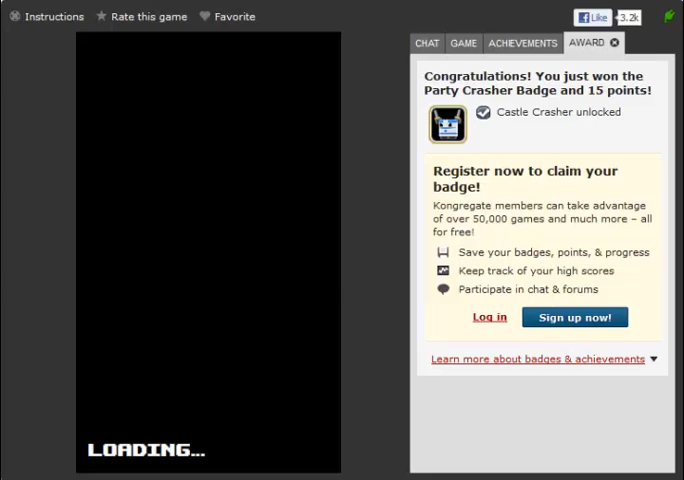 Instructions
Rate this game
Favorite
Like
3.2k
CHAT
GAME
ACHIEVEMENTS
AWARD
Congratulations! You just won the
Party Crasher Badge and 15 points!
Castle Crasher unlocked
Register now to claim your
badge!
Kongregate members can take advantage
of over 50,000 games and much more – all
for free!
Save your badges, points, & progress
Keep track of your high scores
Participate in chat & forums
Log in
Sign up now!
Learn more about badges & achievements
LOADING...